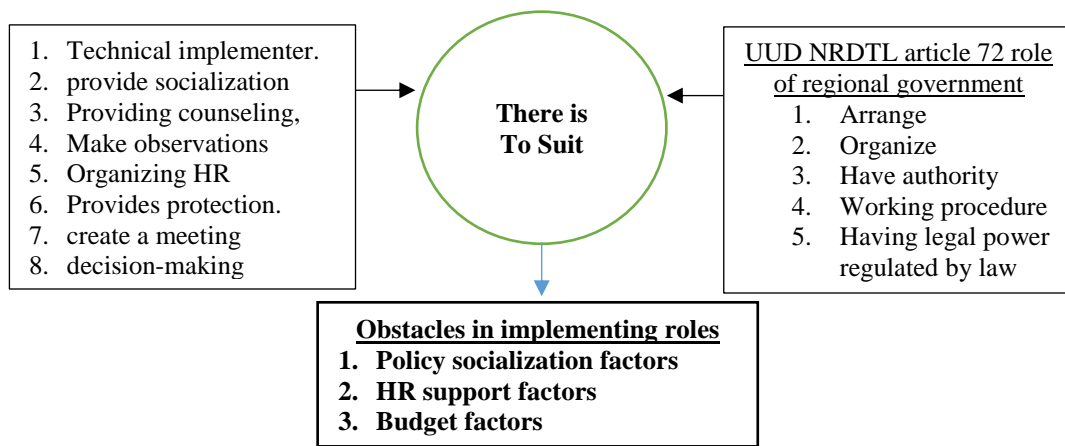 1. Technical implementer.
2. provide socialization
3. Providing counseling,
4. Make observations
5. Organizing HR
6. Provides protection.
7. create a meeting
8. decision-making
There is
To Suit
UUD NRDTL article 72 role
of regional government
1. Arrange
2. Organize
3. Have authority
4. Working procedure
5. Having legal power
regulated by law
Obstacles in implementing roles
1. Policy socialization factors
2. HR support factors
3. Budget factors